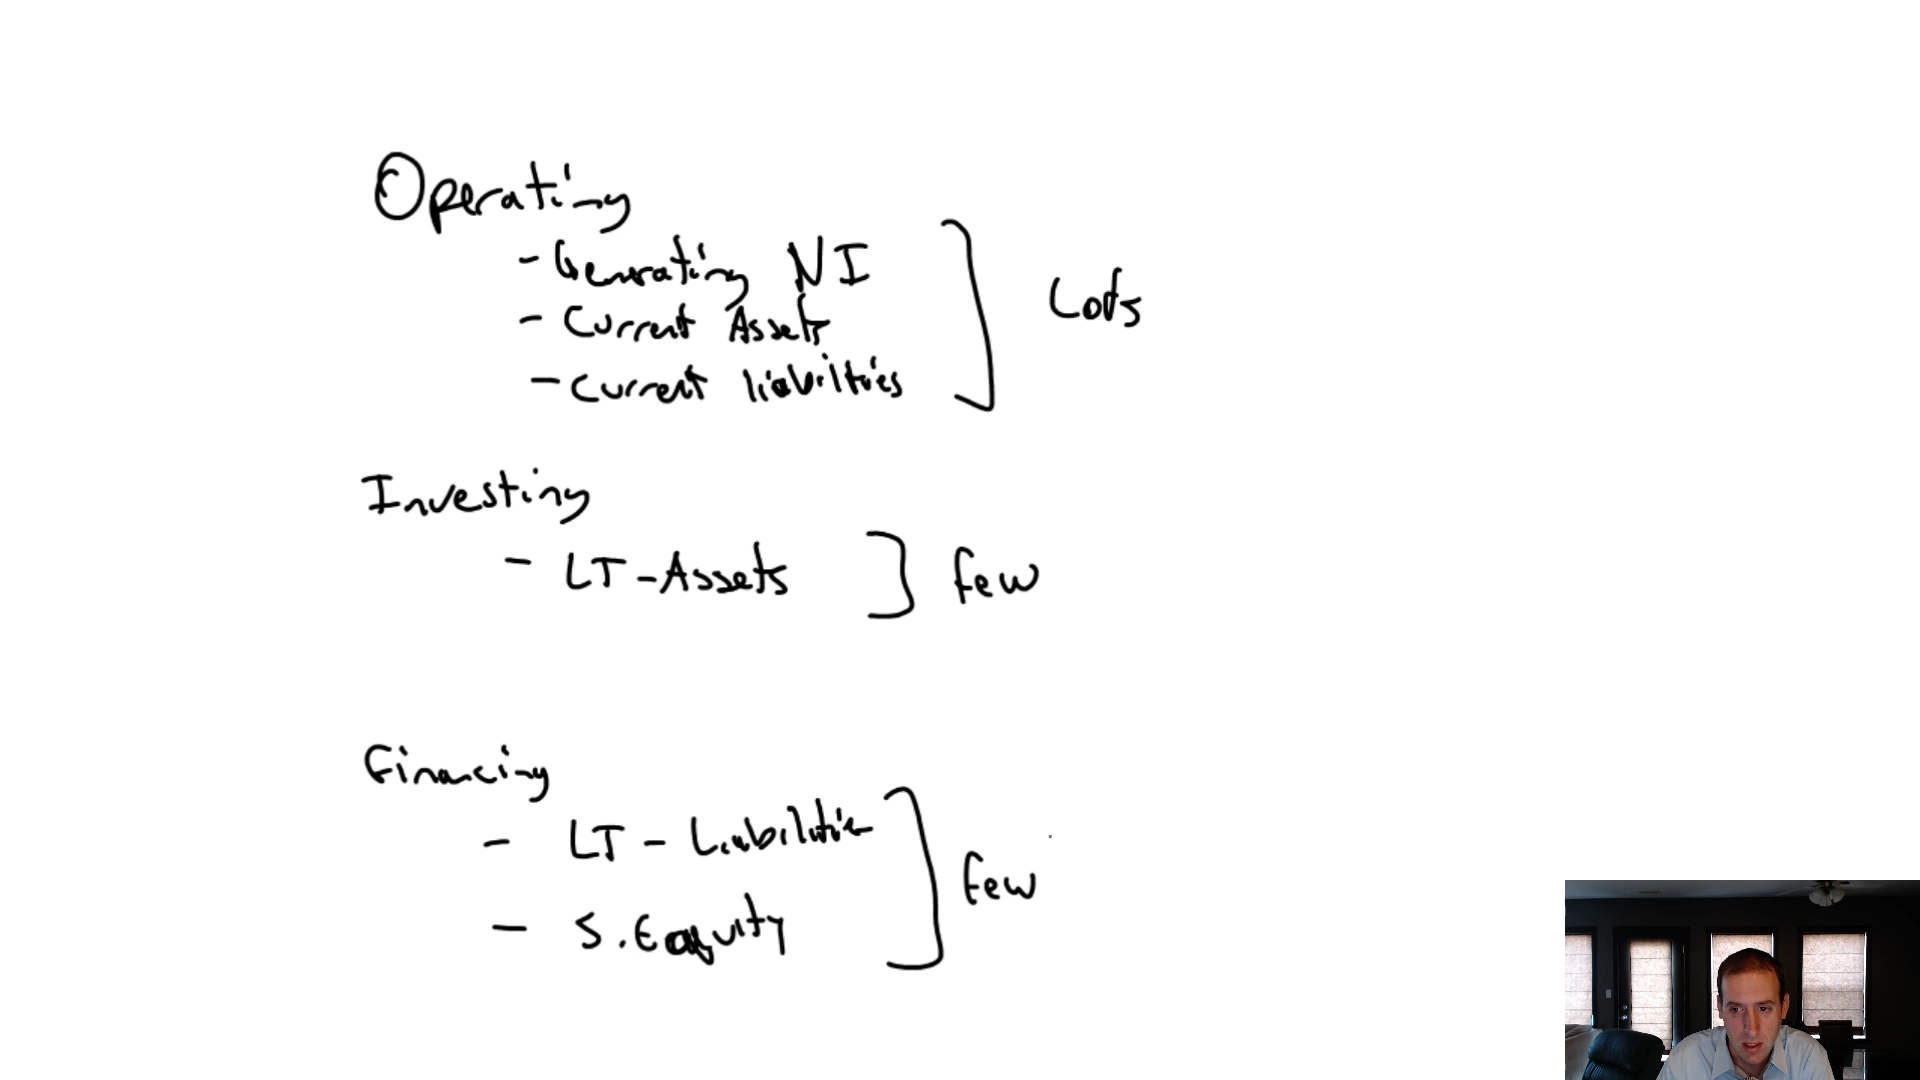 Operating
- Generating NI
- Current Assets
- Current liabilities
Lots
Investing
- LT-Assets
few
Financing
- LT - Liabilities
- S.Equity
few